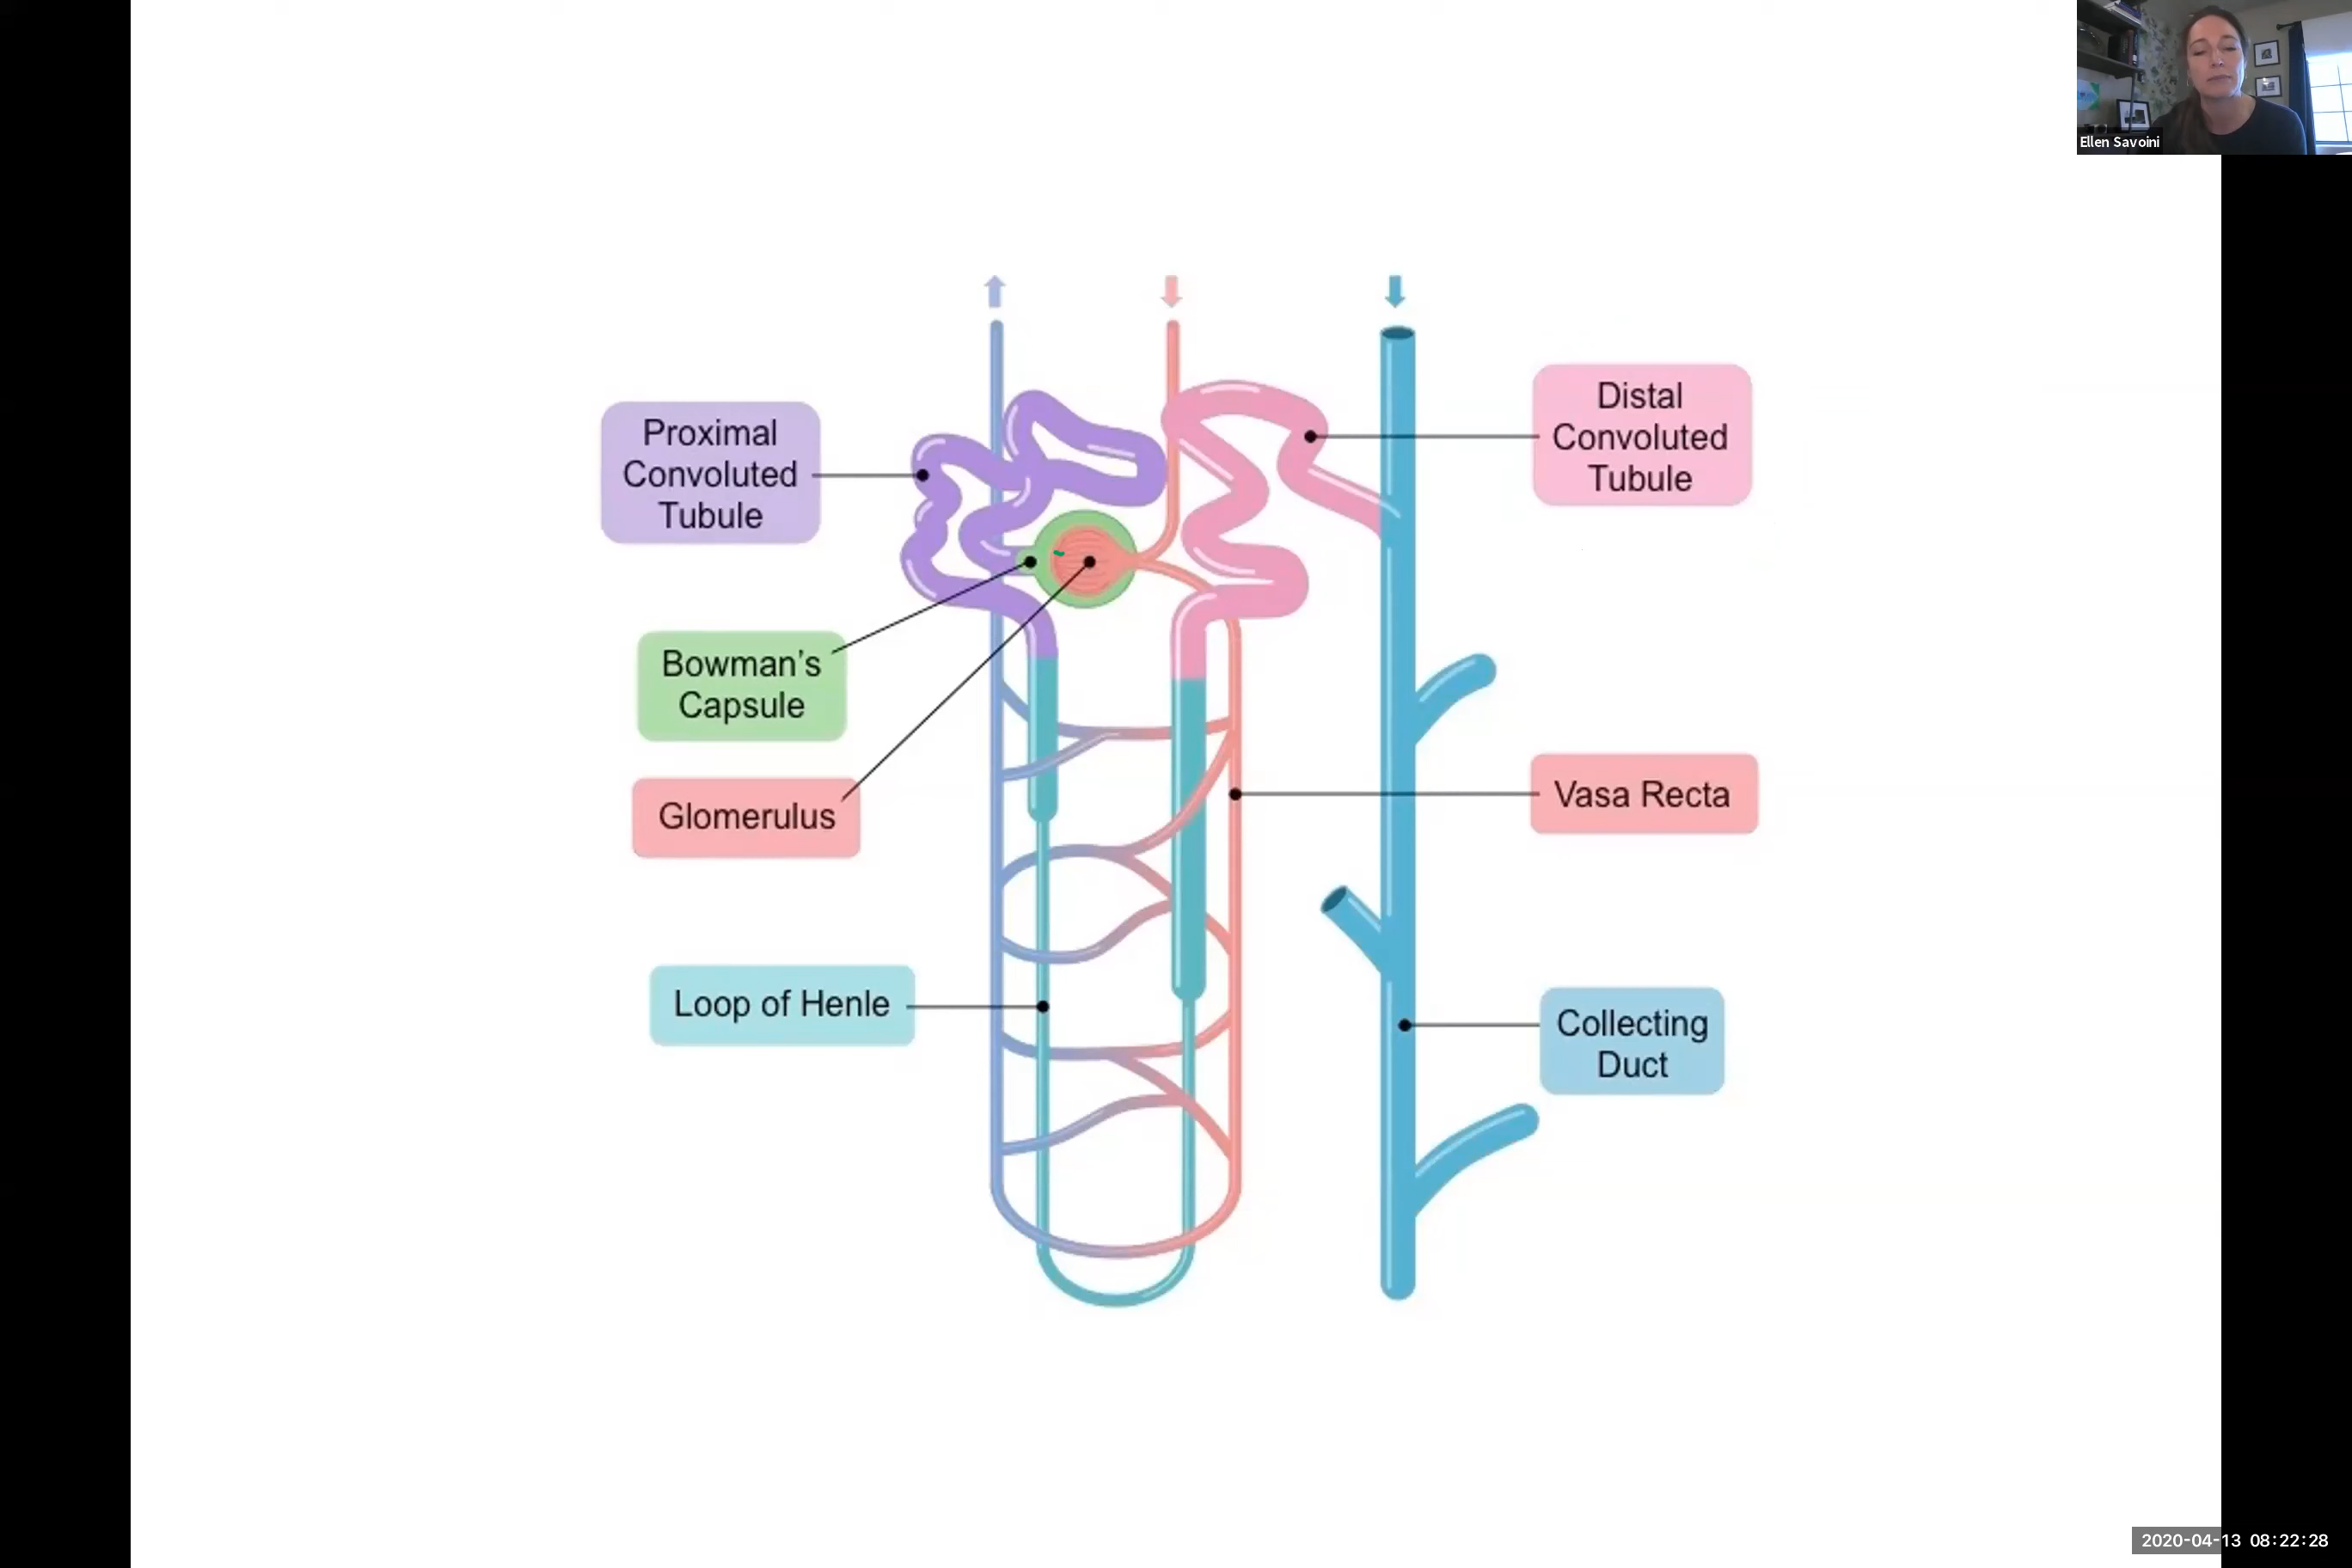 Ellen Savoini
Proximal
Convoluted
Tubule
Distal
Convoluted
Tubule
Bowman's
Capsule
Glomerulus
Vasa Recta
Loop of Henle
Collecting
Duct
2020-04-13 08:22:28